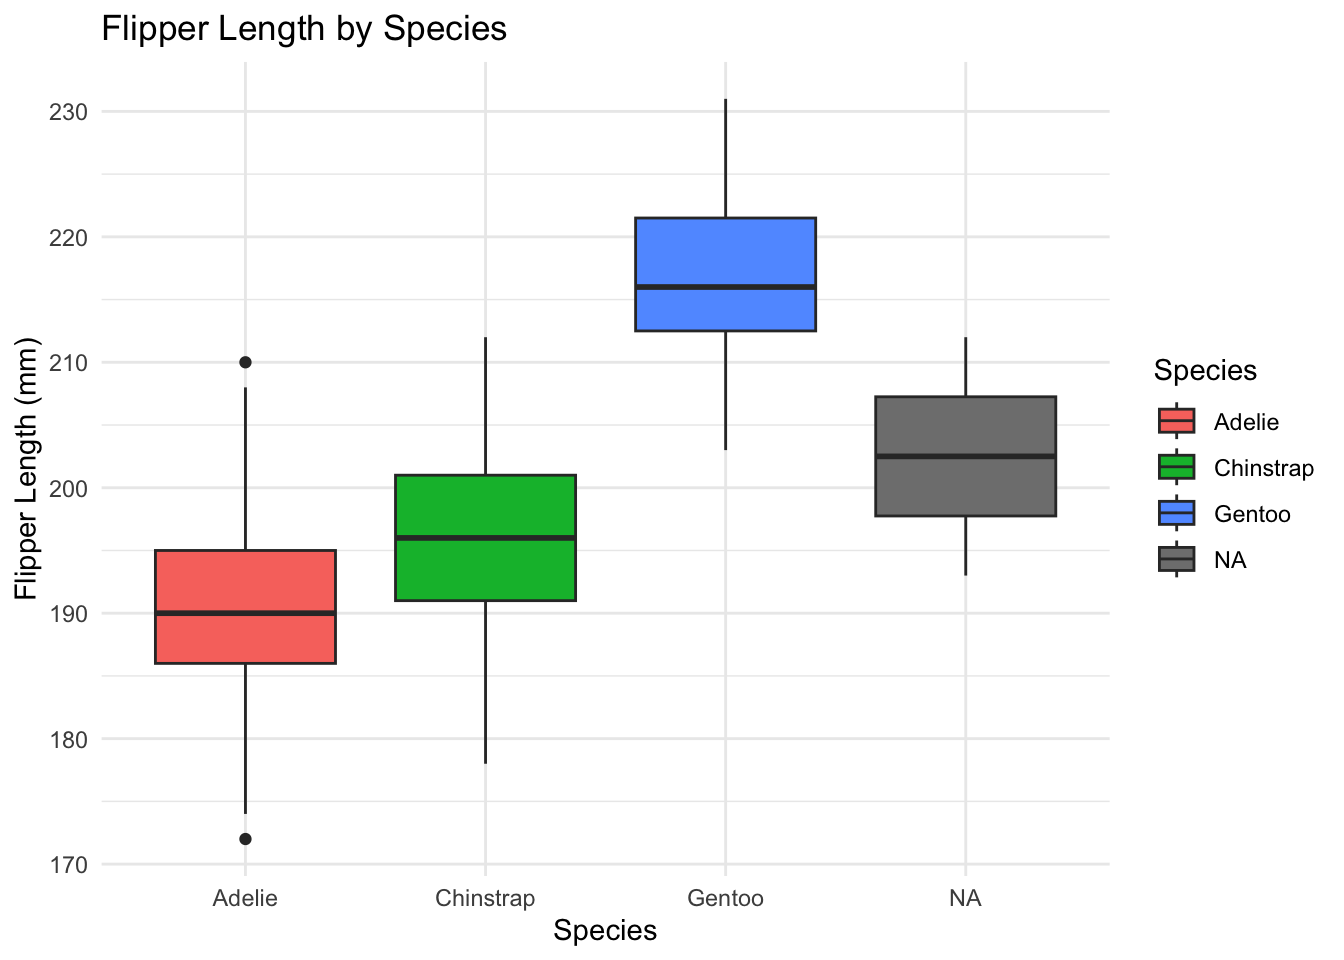 Flipper Length by Species
230
220
210
200
190
180
170
Flipper Length (mm)
Adelie
Chinstrap
Gentoo
NA
Species
Species
Adelie
Chinstrap
Gentoo
NA